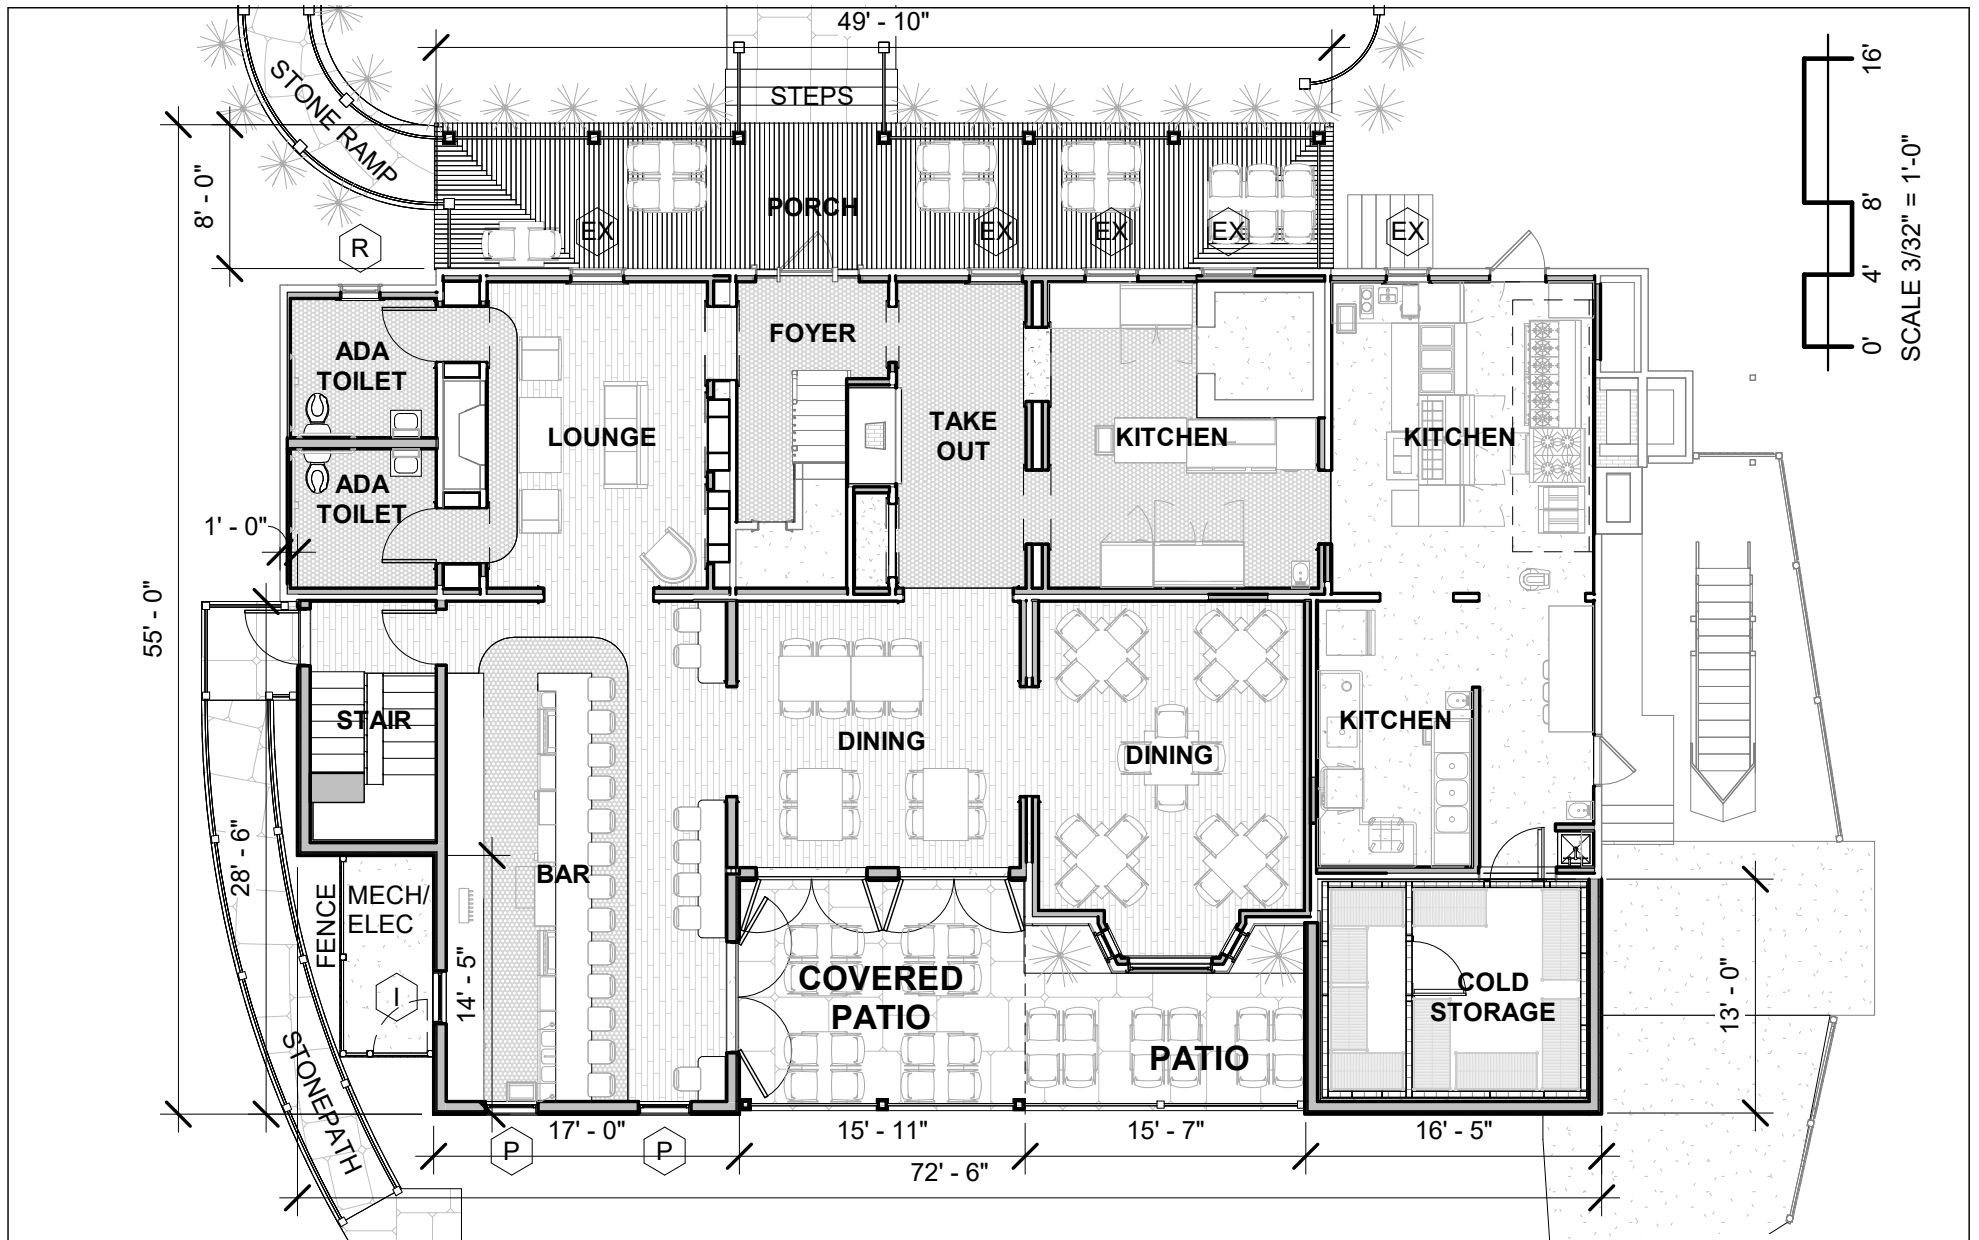 49' - 10"
16'
STEPS
STONE RAMP
8' - 0"
SCALE 3/32" = 1'-0"
8'
PORCH
R
EX
EX
EX
EX
EX
4'
0'
FOYER
ADA
TOILET
LOUNGE
TAKE
OUT
KITCHEN
KITCHEN
ADA
TOILET
1' - 0"
55' - 0"
STAIR
DINING
DINING
KITCHEN
28' - 6"
BAR
FENCE
MECH/
ELEC
14' - 5"
I
COVERED
PATIO
COLD
STORAGE
13' - 0"
PATIO
STONEPATH
17' - 0"
15' - 11"
15' - 7"
16' - 5"
P
P
72' - 6"